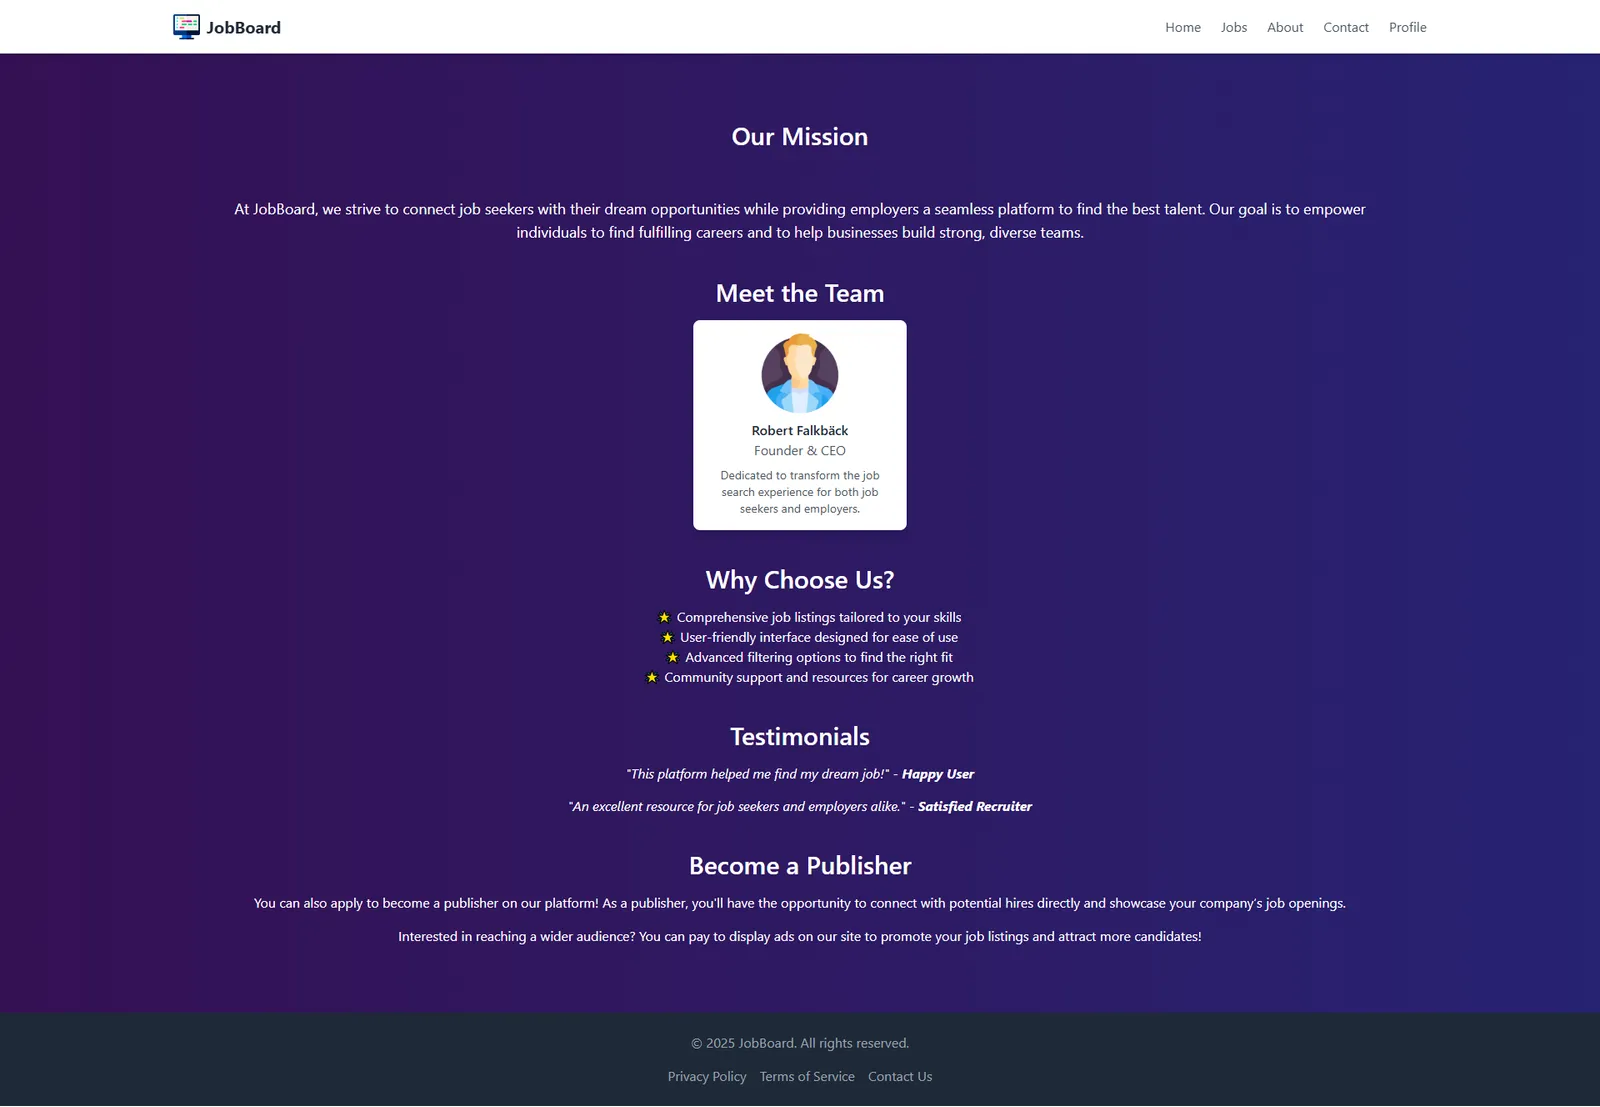 JobBoard
Home Jobs About Contact Profile
Our Mission
At JobBoard, we strive to connect job seekers with their dream opportunities while providing employers a seamless platform to find the best talent. Our goal is to empower
individuals to find fulfilling careers and to help businesses build strong, diverse teams.
Meet the Team
Robert Falkbäck
Founder & CEO
Dedicated to transform the job
search experience for both job
seekers and employers.
Why Choose Us?
Comprehensive job listings tailored to your skills
User-friendly interface designed for ease of use
Advanced filtering options to find the right fit
Community support and resources for career growth
Testimonials
"This platform helped me find my dream job!" - Happy User
"An excellent resource for job seekers and employers alike." - Satisfied Recruiter
Become a Publisher
You can also apply to become a publisher on our platform! As a publisher, you'll have the opportunity to connect with potential hires directly and showcase your company's job openings.
Interested in reaching a wider audience? You can pay to display ads on our site to promote your job listings and attract more candidates!
© 2025 JobBoard. All rights reserved.
Privacy Policy Terms of Service Contact Us